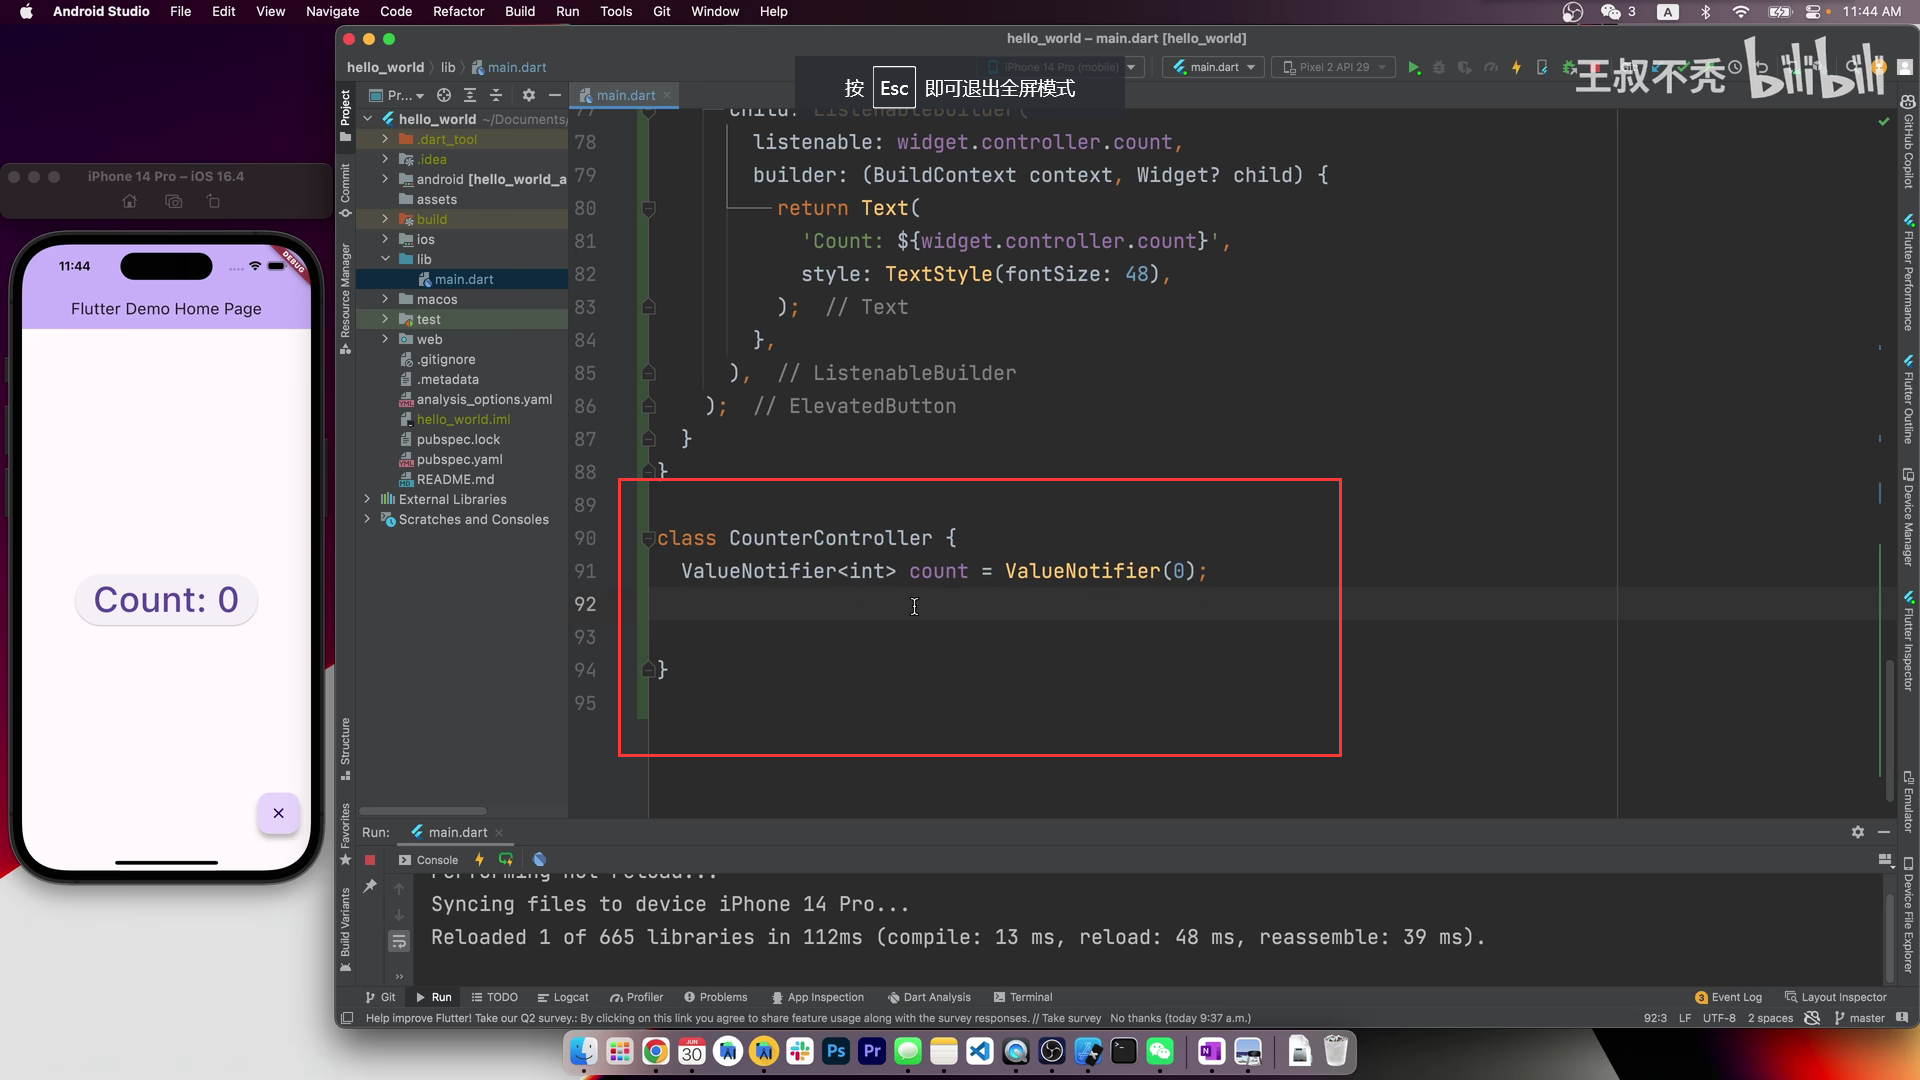 Android Studio File Edit View Navigate Code Refactor Build Run Tools Git Window Help
3 A 11:44 AM
hello_world – main.dart [hello_world]
hello_world lib main.dart
iPhone 14 Pro (mobile) main.dart Pixel 2 API 29
按 Esc 即可退出全屏模式
王叔不秃 bilibili
Pr... main.dart
Project
Commit
Resource Manager
Structure
Favorites
Build Variants
hello_world ~/Documents/
.dart_tool
.idea
android [hello_world_a
assets
build
ios
lib
main.dart
macos
test
web
.gitignore
.metadata
analysis_options.yaml
hello_world.iml
pubspec.lock
pubspec.yaml
README.md
External Libraries
Scratches and Consoles
iPhone 14 Pro – iOS 16.4
11:44
DEBUG
Flutter Demo Home Page
Count: 0
77 child: ListenableBuilder(
78 listenable: widget.controller.count,
79 builder: (BuildContext context, Widget? child) {
80 return Text(
81 'Count: ${widget.controller.count}',
82 style: TextStyle(fontSize: 48),
83 ); // Text
84 },
85 ), // ListenableBuilder
86 ); // ElevatedButton
87 }
88 }
89
90 class CounterController {
91 ValueNotifier<int> count = ValueNotifier(0);
92
93
94 }
95
GitHub Copilot
Flutter Performance
Flutter Outline
Device Manager
Flutter Inspector
Emulator
Device File Explorer
Run: main.dart
Console
Performing hot reload...
Syncing files to device iPhone 14 Pro...
Reloaded 1 of 665 libraries in 112ms (compile: 13 ms, reload: 48 ms, reassemble: 39 ms).
Git Run TODO Logcat Profiler Problems App Inspection Dart Analysis Terminal 3 Event Log Layout Inspector
Help improve Flutter! Take our Q2 survey.: By clicking on this link you agree to share feature usage along with the survey responses. // Take survey No thanks (today 9:37 a.m.) 92:3 LF UTF-8 2 spaces master
JUN
30
Ps Pr